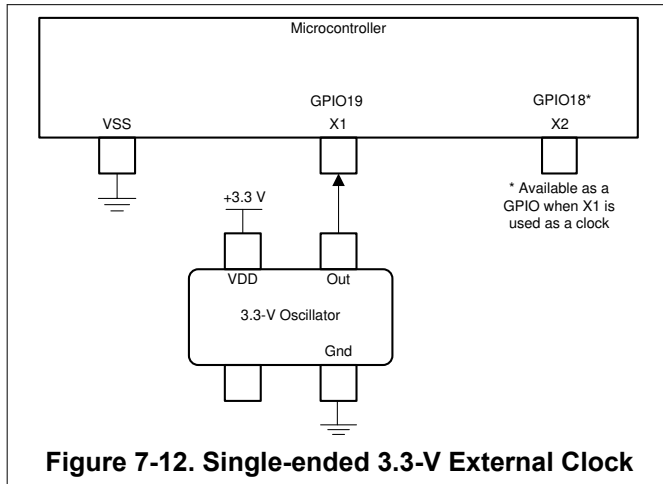 Microcontroller
GPIO19
GPIO18*
VSS
X1
X2
+3.3 V
* Available as a
GPIO when X1 is
used as a clock
VDD
Out
3.3-V Oscillator
Gnd
Figure 7-12. Single-ended 3.3-V External Clock